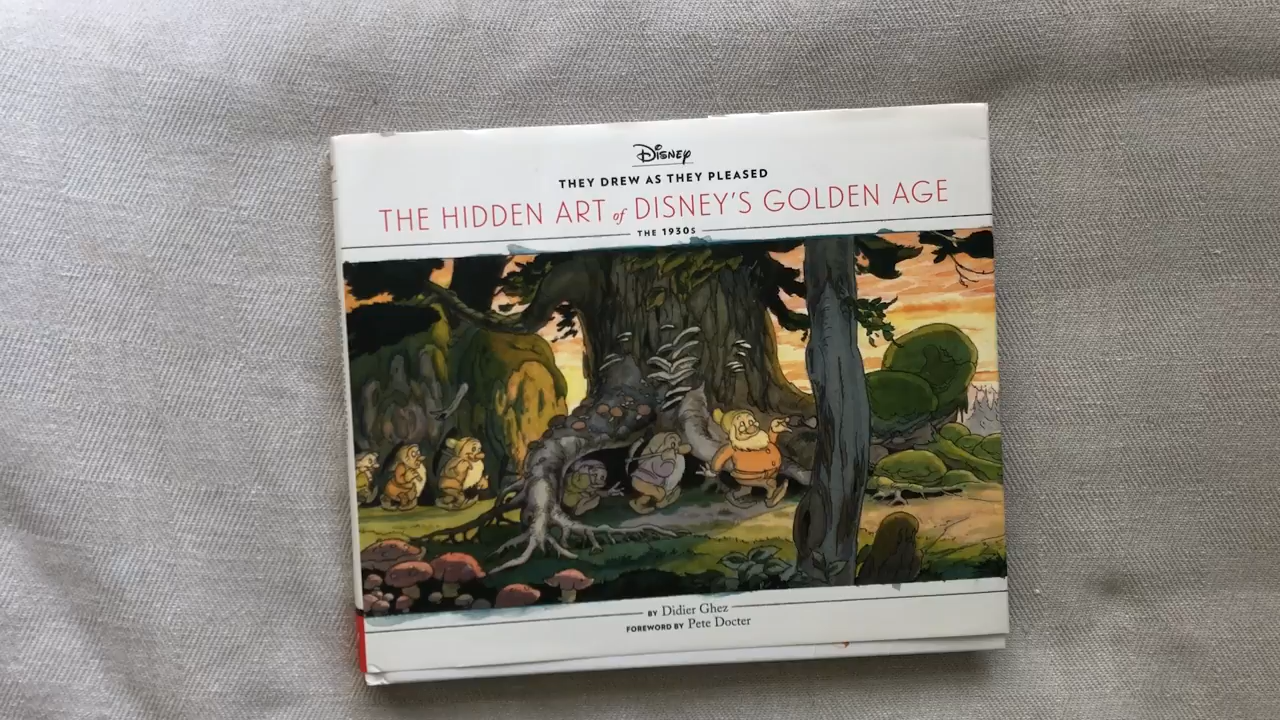 Disney
THEY DREW AS THEY PLEASED
THE HIDDEN ART of DISNEY'S GOLDEN AGE
THE 1930s
BY Didier Ghez
FOREWORD BY Pete Docter